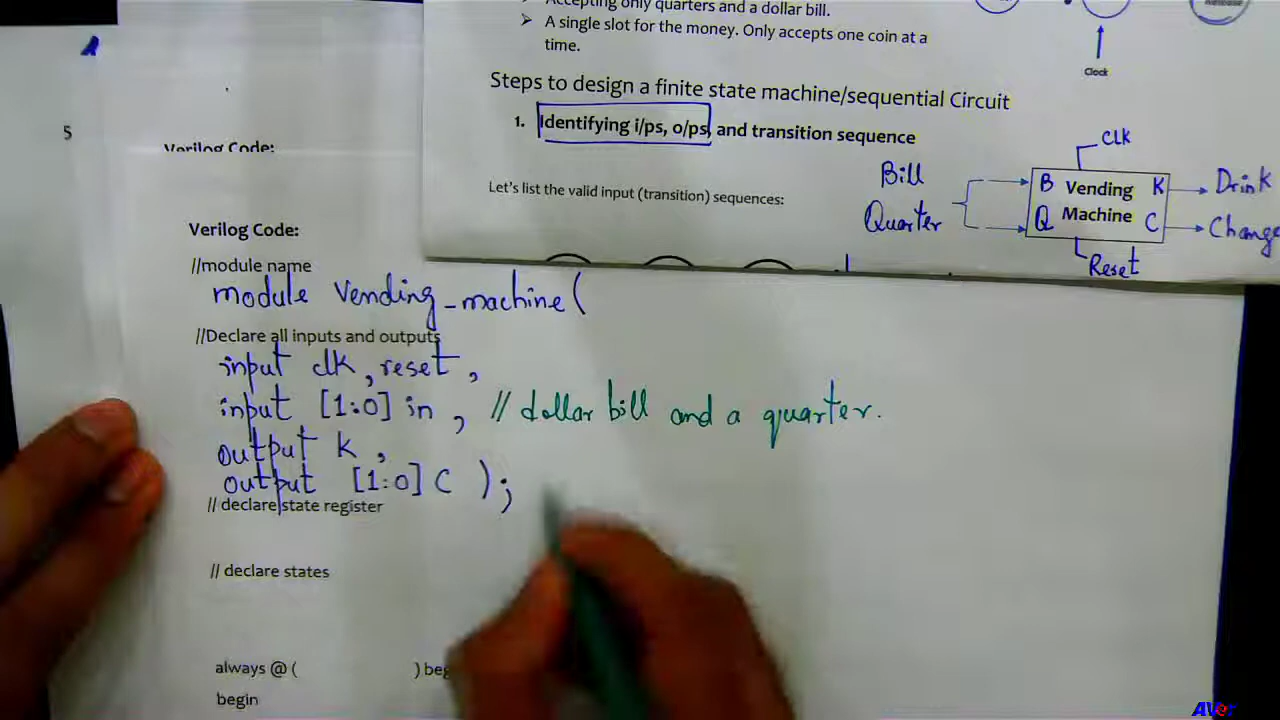 Accepting only quarters and a dollar bill.
➤ A single slot for the money. Only accepts one coin at a
time.
Clock
Steps to design a finite state machine/sequential Circuit
1. Identifying i/ps, o/ps, and transition sequence
Let's list the valid input (transition) sequences:
CLK
Bill
Quarter
B Vending K
Q Machine C
Drink
Change
Reset
5
Verilog Code:
Verilog Code:
//module name
module Vending_machine(
//Declare all inputs and outputs
input clk, reset,
input [1:0] in, // dollar bill and a quarter.
output k,
output [1:0] C );
// declare state register
// declare states
always @ ( ) beg
begin